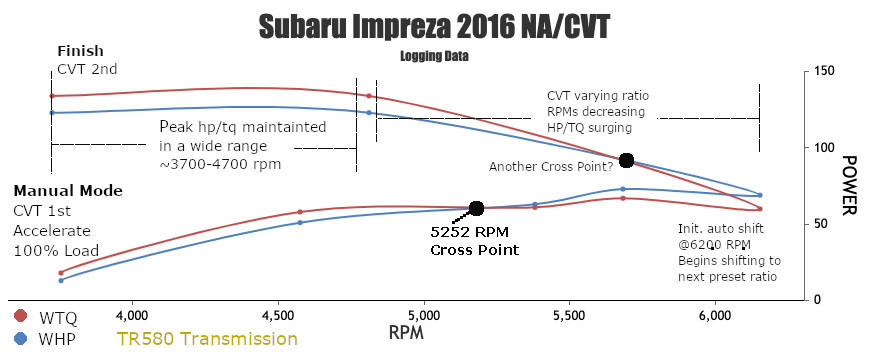 Subaru Impreza 2016 NA/CVT
Logging Data
Finish
CVT 2nd
150
CVT varying ratio
RPMs decreasing
HP/TQ surging
Peak hp/tq maintainted
in a wide range
~3700-4700 rpm
100
Another Cross Point?
POWER
Manual Mode
CVT 1st
Accelerate
100% Load
5252 RPM
Cross Point
50
Init. auto shift
@6200 RPM
Begins shifting to
next preset ratio
0
4,000
4,500
5,000
5,500
6,000
RPM
WTQ
WHP
TR580 Transmission